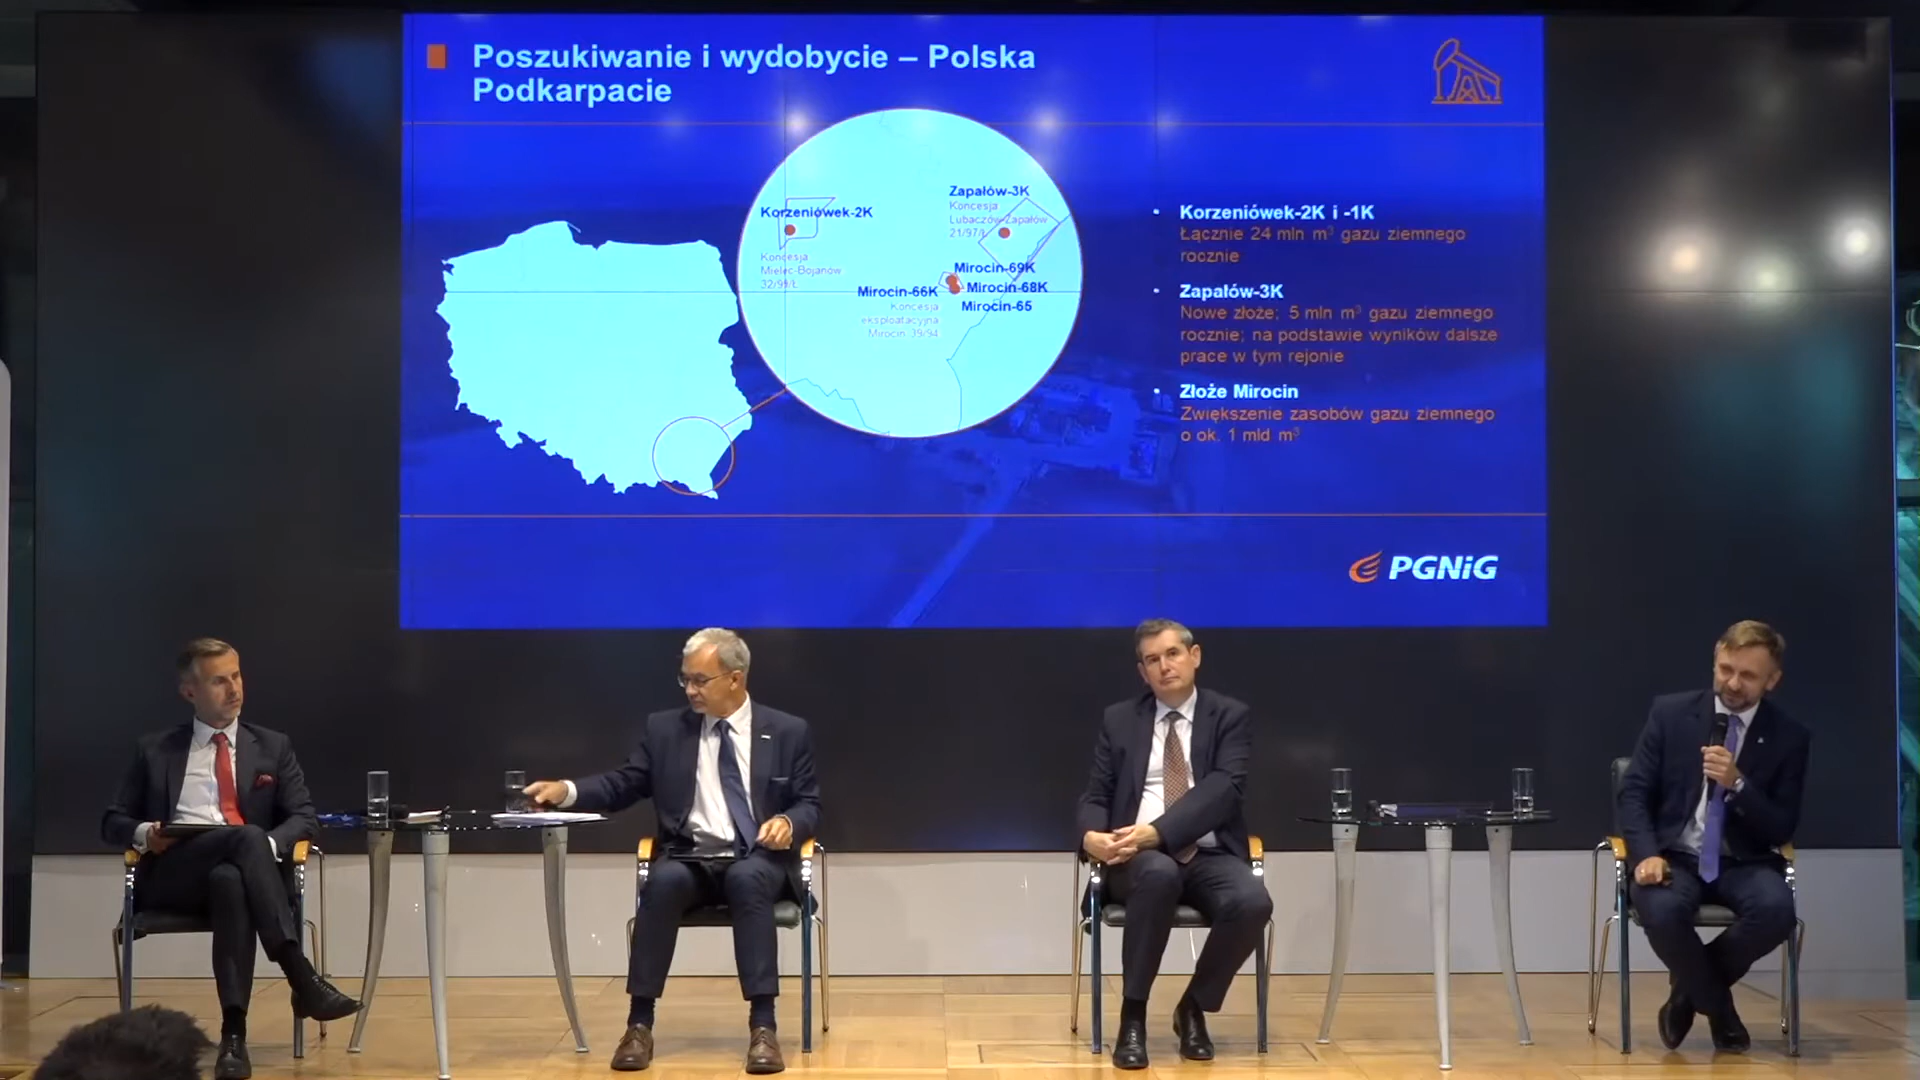 Poszukiwanie i wydobycie – Polska
Podkarpacie
Korzeniówek-2K
Koncesja
Mielec-Bojanów
32/99/Ł
Zapałów-3K
Koncesja
Lubaczów-Zapałów
21/97/Ł
Mirocin-69K
Mirocin-66K
Mirocin-68K
Mirocin-65
Koncesja
eksploatacyjna
Mirocin 39/94
• Korzeniówek-2K i -1K
Łącznie 24 mln m³ gazu ziemnego
rocznie
• Zapałów-3K
Nowe złoże; 5 mln m³ gazu ziemnego
rocznie; na podstawie wyników dalsze
prace w tym rejonie
• Złoże Mirocin
Zwiększenie zasobów gazu ziemnego
o ok. 1 mld m³
PGNiG